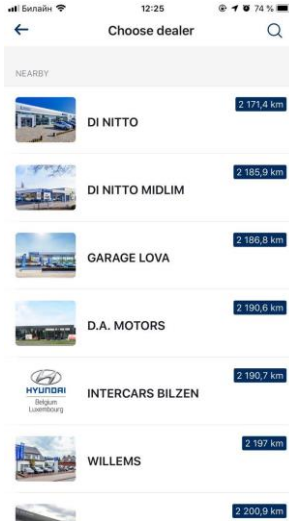 Билайн 12:25 74 %
Choose dealer
NEARBY
2 171,4 km
DI NITTO
2 185,9 km
DI NITTO MIDLIM
2 186,8 km
GARAGE LOVA
2 190,6 km
D.A. MOTORS
2 190,7 km
HYUNDAI
INTERCARS BILZEN
Belgium
Luxembourg
2 197 km
WILLEMS
2 200,9 km